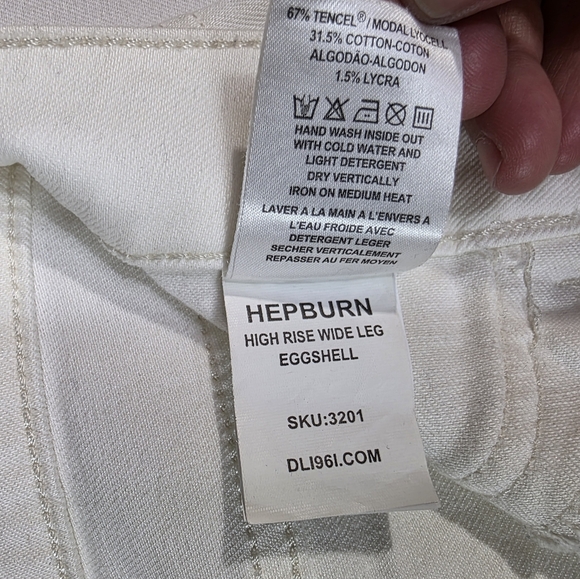 67% TENCEL® / MODAL LYOCELL
31.5% COTTON-COTON
ALGODÃO-ALGODON
1.5% LYCRA
HAND WASH INSIDE OUT
WITH COLD WATER AND
LIGHT DETERGENT
DRY VERTICALLY
IRON ON MEDIUM HEAT
LAVER A LA MAIN A L'ENVERS A
L'EAU FROIDE AVEC
DETERGENT LEGER
SECHER VERTICALEMENT
REPASSER AU FER MOYEN
HEPBURN
HIGH RISE WIDE LEG
EGGSHELL
SKU:3201
DLI96I.COM